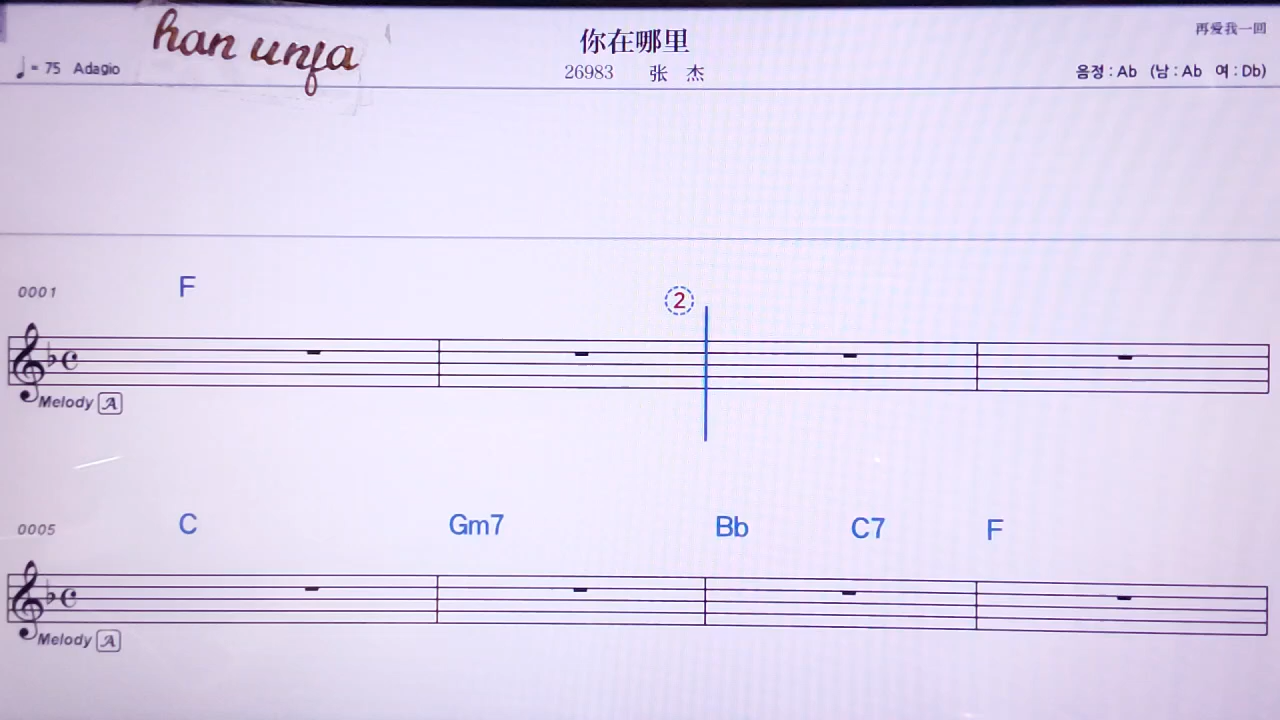 han unfa
你在哪里
再爱我一回
♩= 75 Adagio
26983 张 杰
음정 : Ab (남 : Ab 여 : Db)
0001
F
②
Melody A
0005
C Gm7 Bb C7 F
Melody A